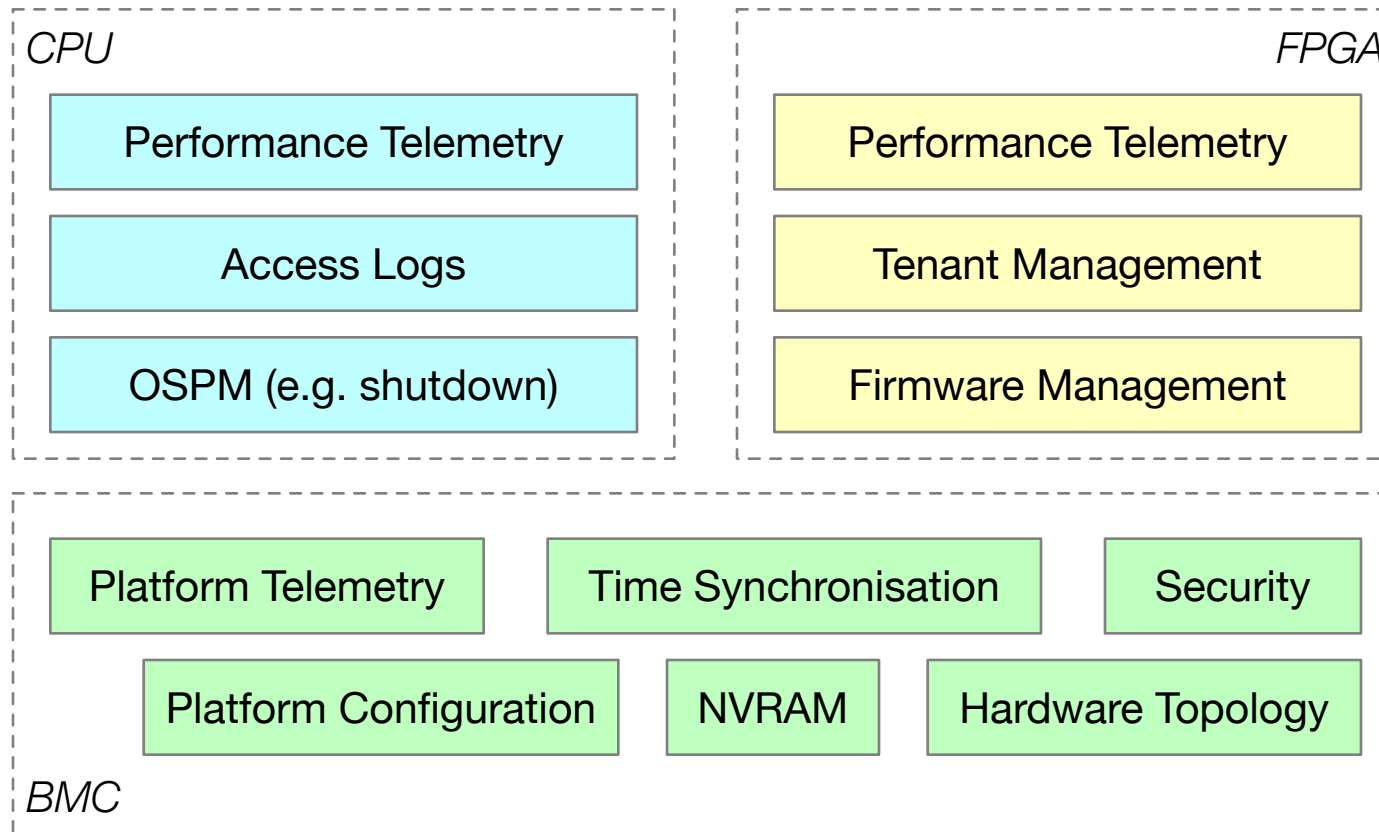 CPU
Performance Telemetry
Access Logs
OSPM (e.g. shutdown)
FPGA
Performance Telemetry
Tenant Management
Firmware Management
Platform Telemetry
Time Synchronisation
Security
Platform Configuration
NVRAM
Hardware Topology
BMC